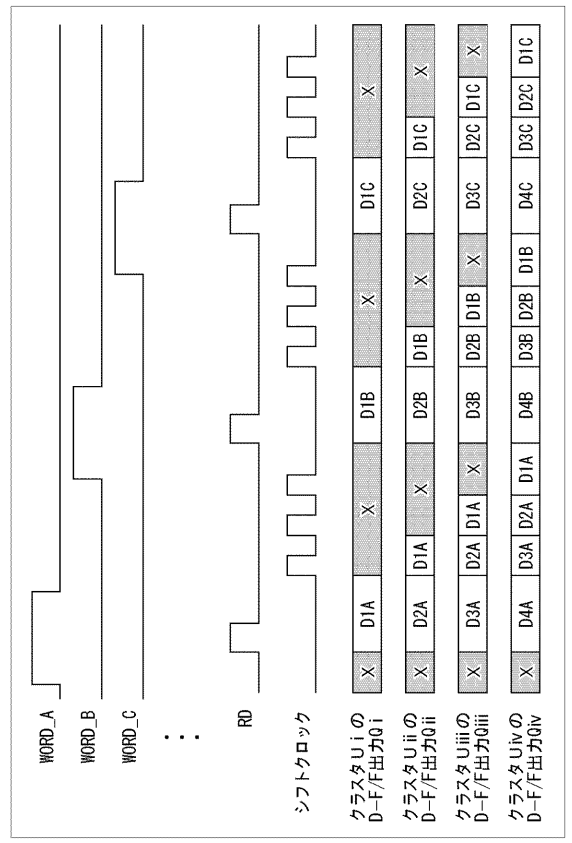 WORD_A
WORD_B
WORD_C
RD
シフトクロック
クラスタUiの
D-F/F出力Qi
X D1A X D1B X D1C X
クラスタUiiの
D-F/F出力Qii
X D2A D1A X D2B D1B X D2C D1C X
クラスタUiiiの
D-F/F出力Qiii
X D3A D2A D1A X D3B D2B D1B X D3C D2C D1C X
クラスタUivの
D-F/F出力Qiv
X D4A D3A D2A D1A D4B D3B D2B D1B D4C D3C D2C D1C